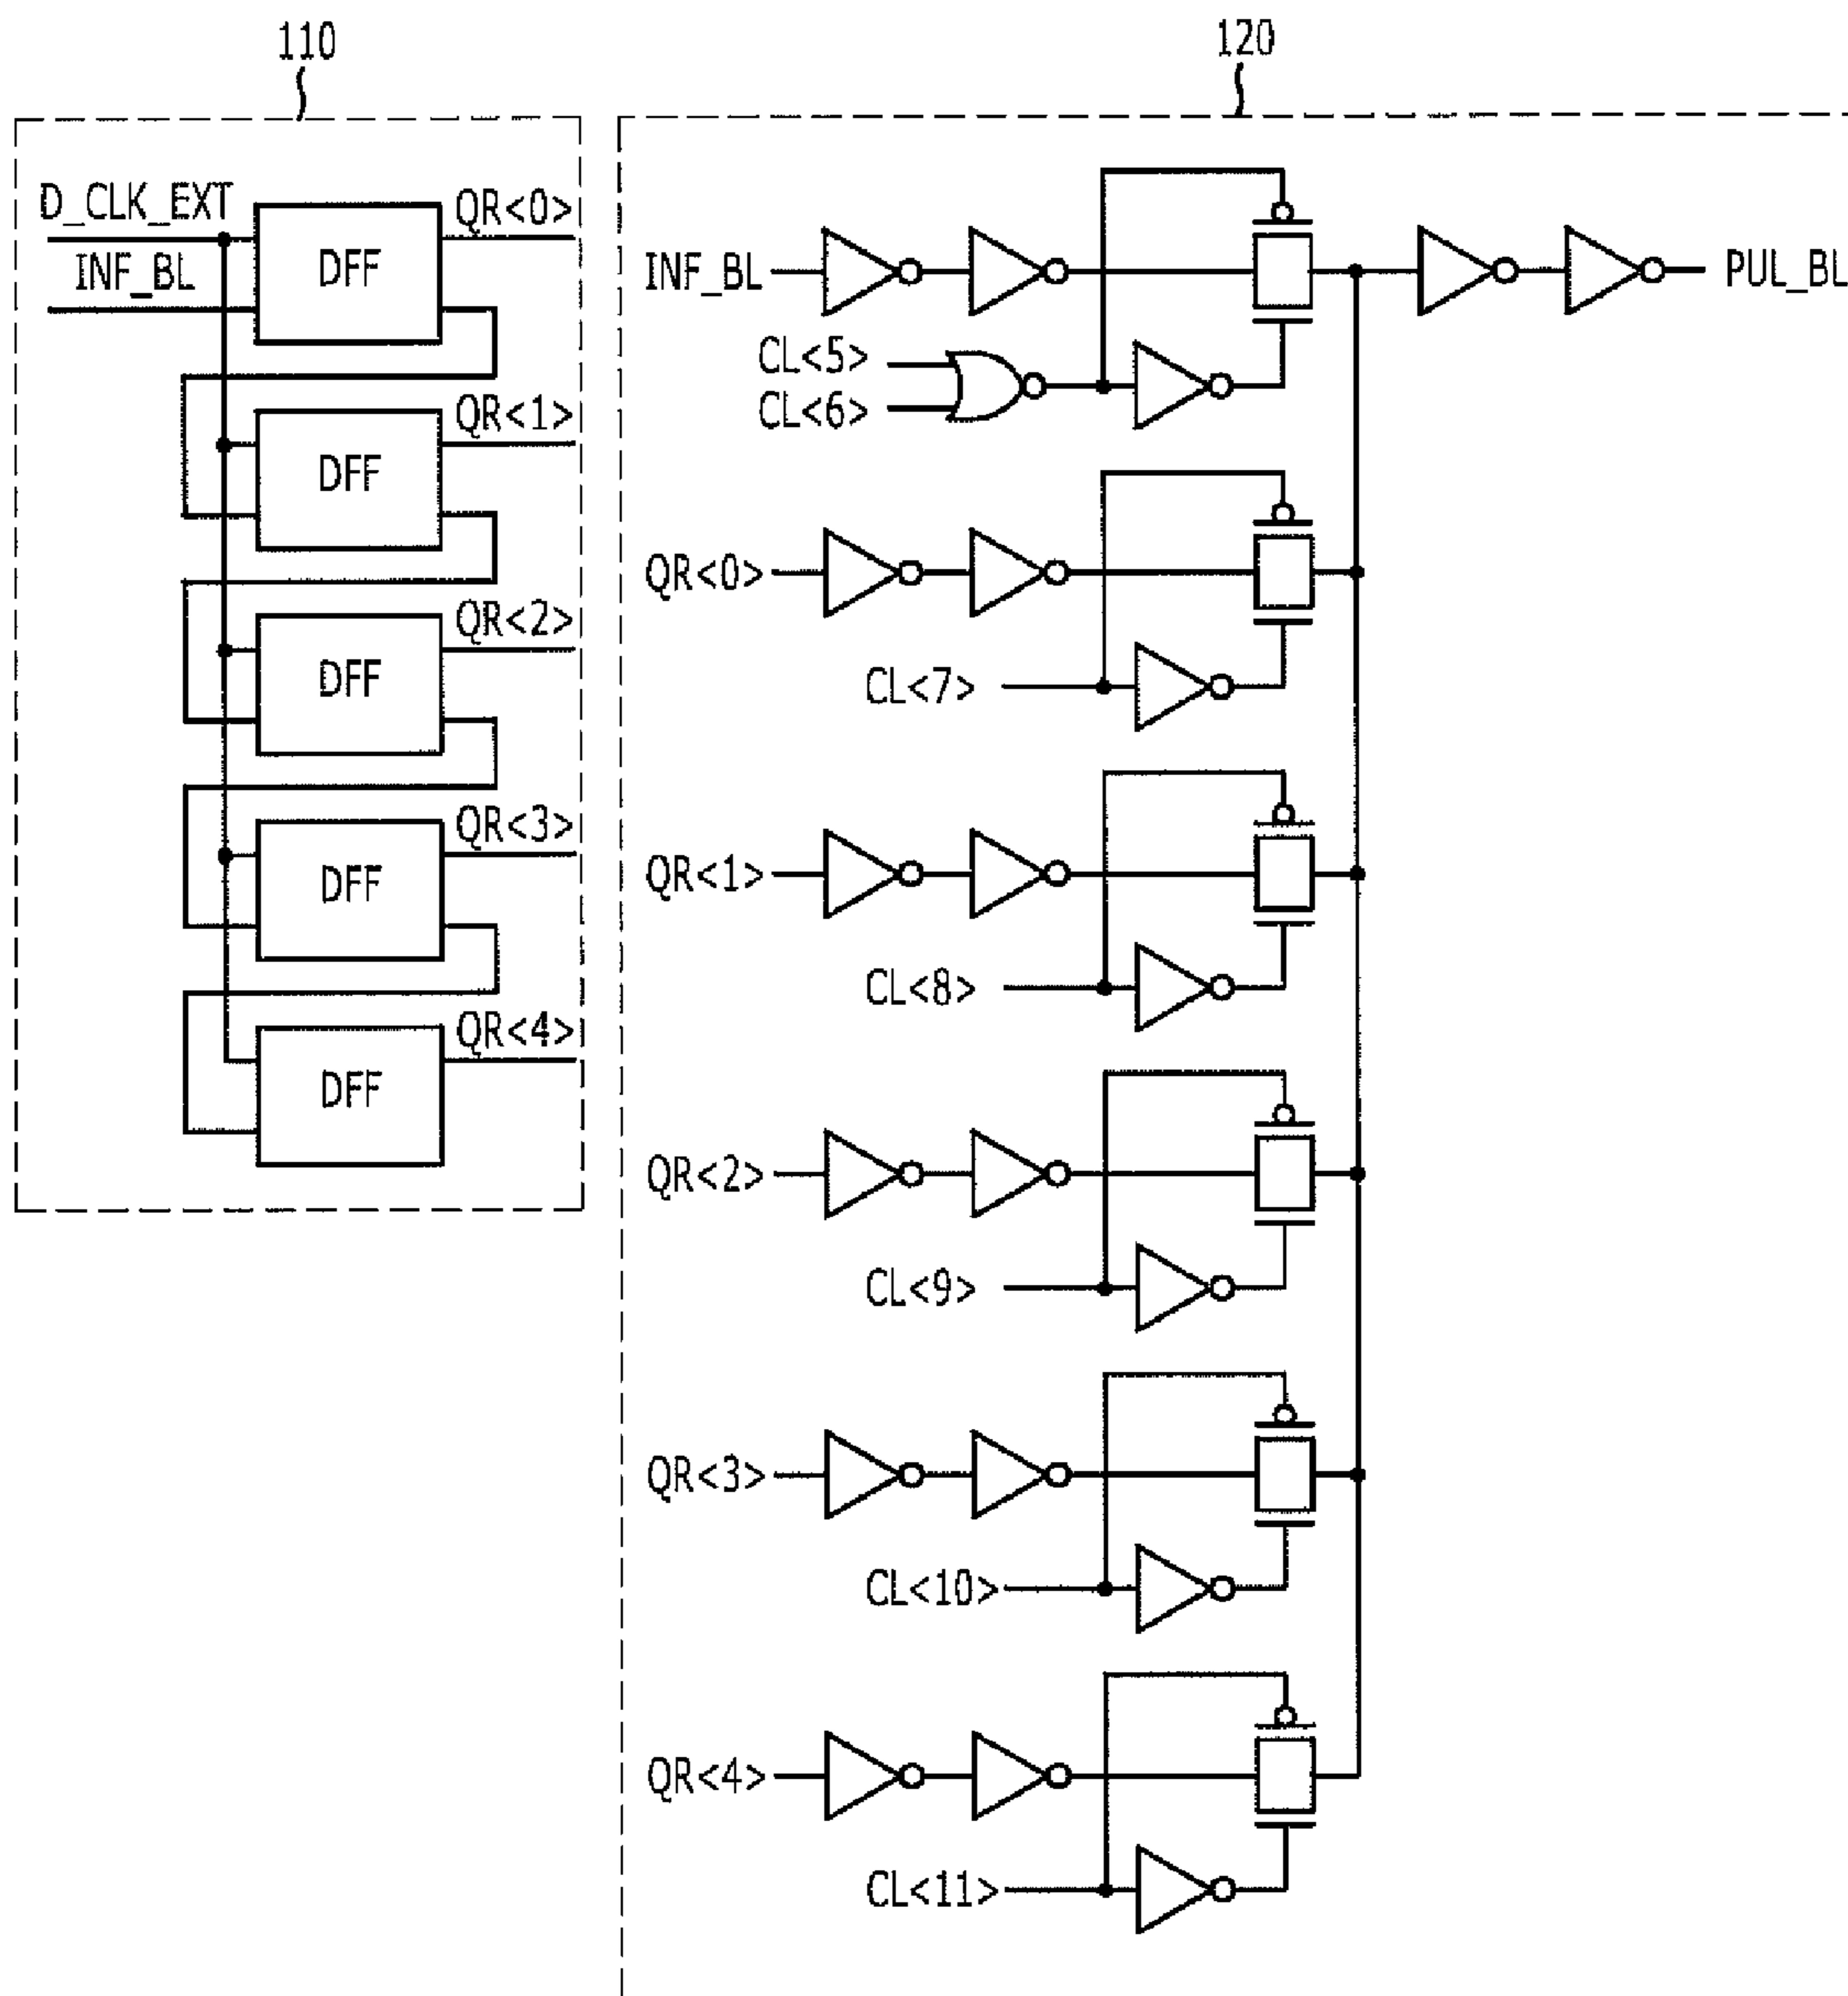 110
D_CLK_EXT
INF_BL
DFF
QR<0>
DFF
QR<1>
DFF
QR<2>
DFF
QR<3>
DFF
QR<4>
120
INF_BL
CL<5>
CL<6>
PUL_BL
QR<0>
CL<7>
QR<1>
CL<8>
QR<2>
CL<9>
QR<3>
CL<10>
QR<4>
CL<11>